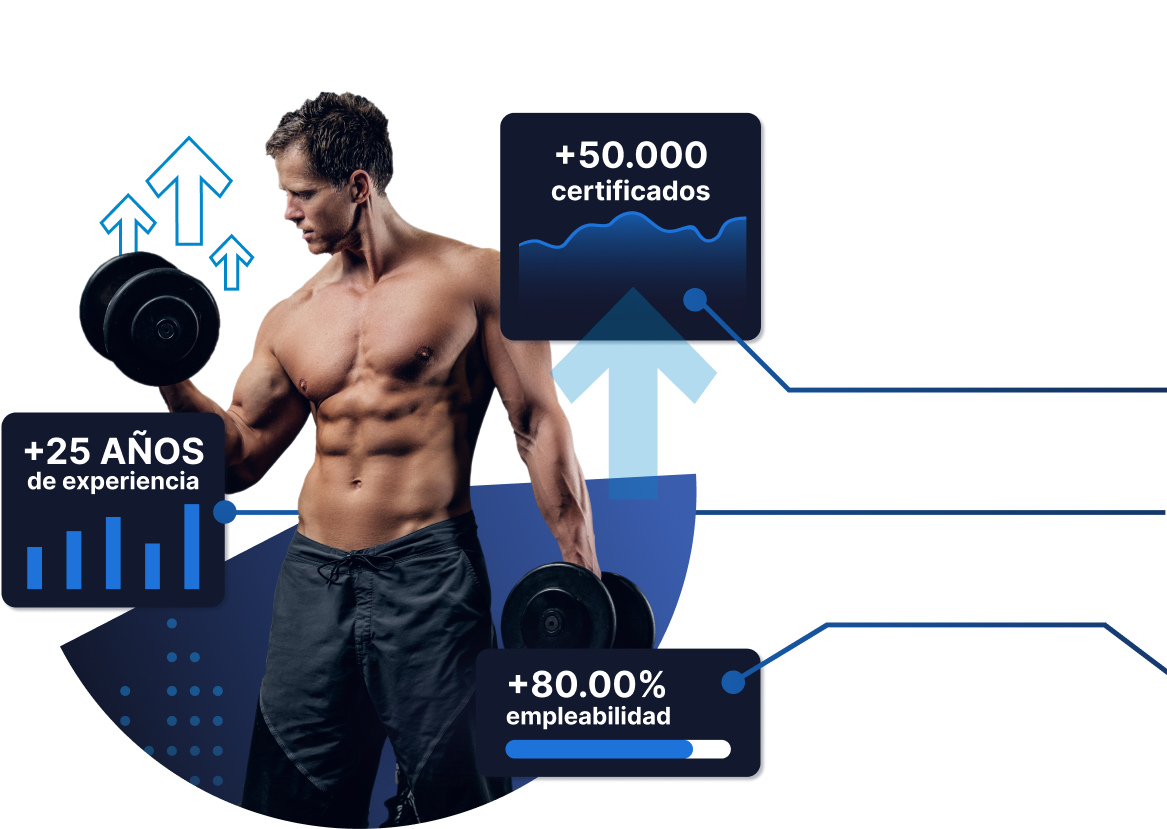 +50.000
certificados
+25 AÑOS
de experiencia
+80.00%
empleabilidad